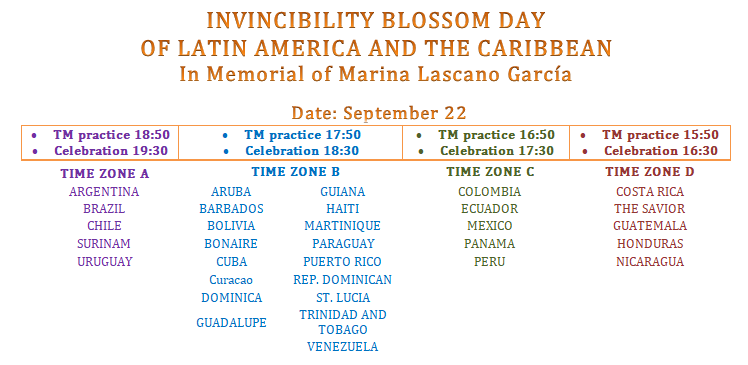 INVINCIBILITY BLOSSOM DAY
OF LATIN AMERICA AND THE CARIBBEAN
In Memorial of Marina Lascano García
Date: September 22
• TM practice 18:50
• Celebration 19:30
• TM practice 17:50
• Celebration 18:30
• TM practice 16:50
• Celebration 17:30
• TM practice 15:50
• Celebration 16:30
TIME ZONE A
ARGENTINA
BRAZIL
CHILE
SURINAM
URUGUAY
TIME ZONE B
ARUBA
BARBADOS
BOLIVIA
BONAIRE
CUBA
Curacao
DOMINICA
GUADALUPE
GUIANA
HAITI
MARTINIQUE
PARAGUAY
PUERTO RICO
REP. DOMINICAN
ST. LUCIA
TRINIDAD AND
TOBAGO
VENEZUELA
TIME ZONE C
COLOMBIA
ECUADOR
MEXICO
PANAMA
PERU
TIME ZONE D
COSTA RICA
THE SAVIOR
GUATEMALA
HONDURAS
NICARAGUA